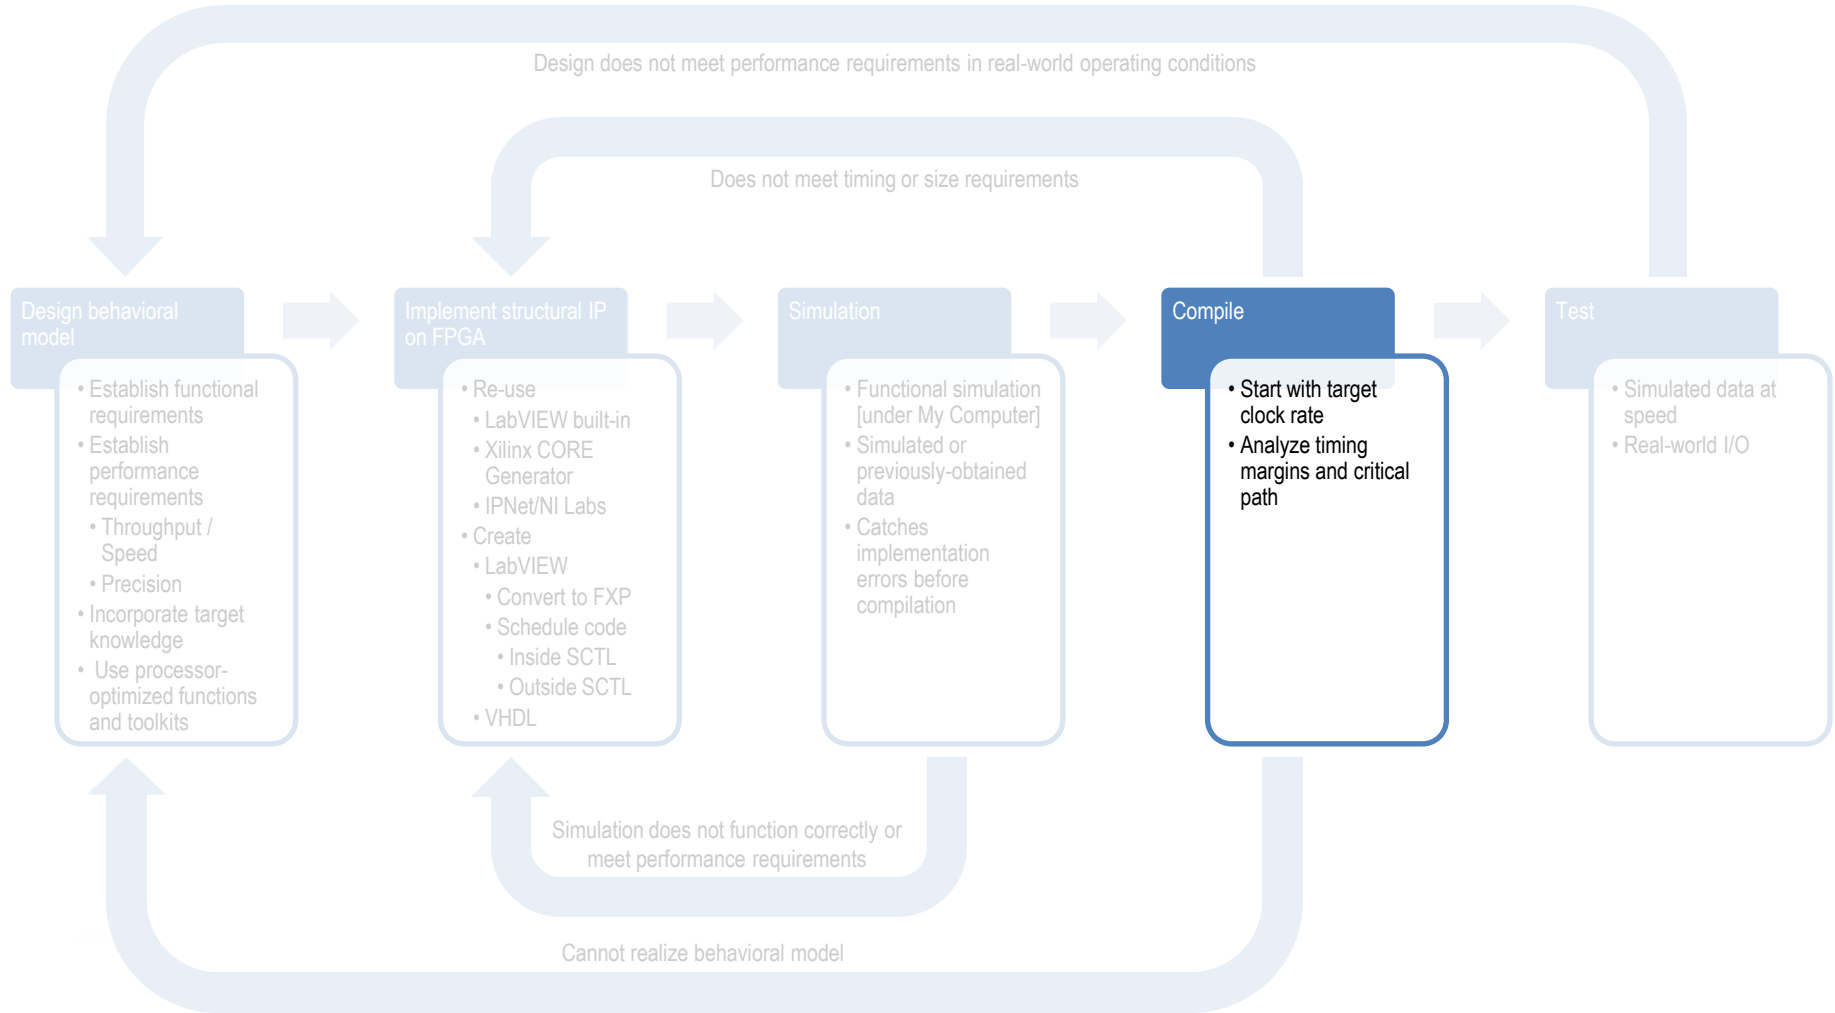 Design does not meet performance requirements in real-world operating conditions
Does not meet timing or size requirements
Design behavioral
model
• Establish functional
requirements
• Establish
performance
requirements
• Throughput /
Speed
• Precision
• Incorporate target
knowledge
• Use processor-
optimized functions
and toolkits
Implement structural IP
on FPGA
• Re-use
• LabVIEW built-in
• Xilinx CORE
Generator
• IPNet/NI Labs
• Create
• LabVIEW
• Convert to FXP
• Schedule code
• Inside SCTL
• Outside SCTL
• VHDL
Simulation
• Functional simulation
[under My Computer]
• Simulated or
previously-obtained
data
• Catches
implementation
errors before
compilation
Compile
• Start with target
clock rate
• Analyze timing
margins and critical
path
Test
• Simulated data at
speed
• Real-world I/O
Simulation does not function correctly or
meet performance requirements
Cannot realize behavioral model